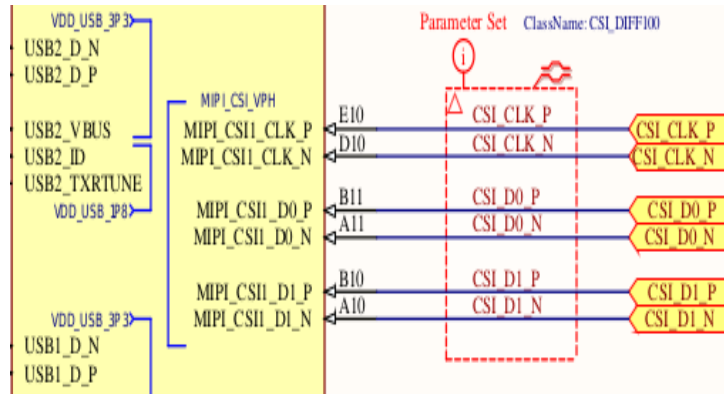 VDD_USB_3P3
USB2_D_N
USB2_D_P
USB2_VBUS
USB2_ID
USB2_TXRTUNE
VDD_USB_1P8
VDD_USB_3P3
USB1_D_N
USB1_D_P
MIPI_CSI_VPH
MIPI_CSI1_CLK_P
MIPI_CSI1_CLK_N
MIPI_CSI1_D0_P
MIPI_CSI1_D0_N
MIPI_CSI1_D1_P
MIPI_CSI1_D1_N
E10
D10
B11
A11
B10
A10
Parameter Set
ClassName: CSI_DIFF100
i
CSI_CLK_P
CSI_CLK_N
CSI_D0_P
CSI_D0_N
CSI_D1_P
CSI_D1_N
CSI_CLK_P
CSI_CLK_N
CSI_D0_P
CSI_D0_N
CSI_D1_P
CSI_D1_N